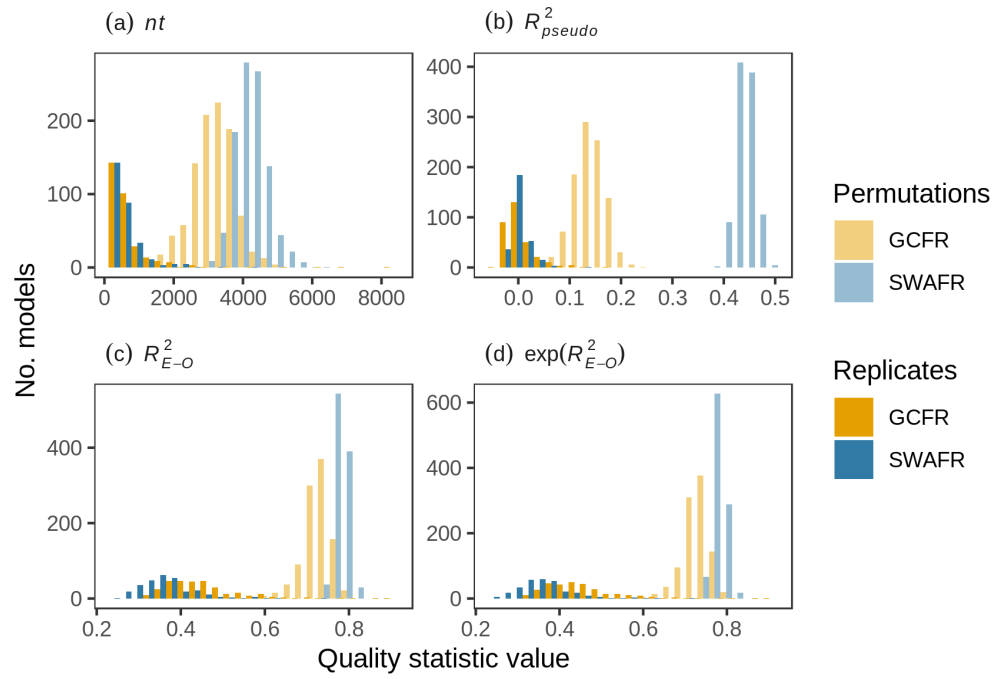 (a) nt
(b) R²pseudo
200
100
0
0 2000 4000 6000 8000
400
300
200
100
0
0.0 0.1 0.2 0.3 0.4 0.5
(c) R²E–O
(d) exp(R²E–O)
400
200
0
0.2 0.4 0.6 0.8
600
400
200
0
0.2 0.4 0.6 0.8
No. models
Quality statistic value
Permutations
GCFR
SWAFR
Replicates
GCFR
SWAFR